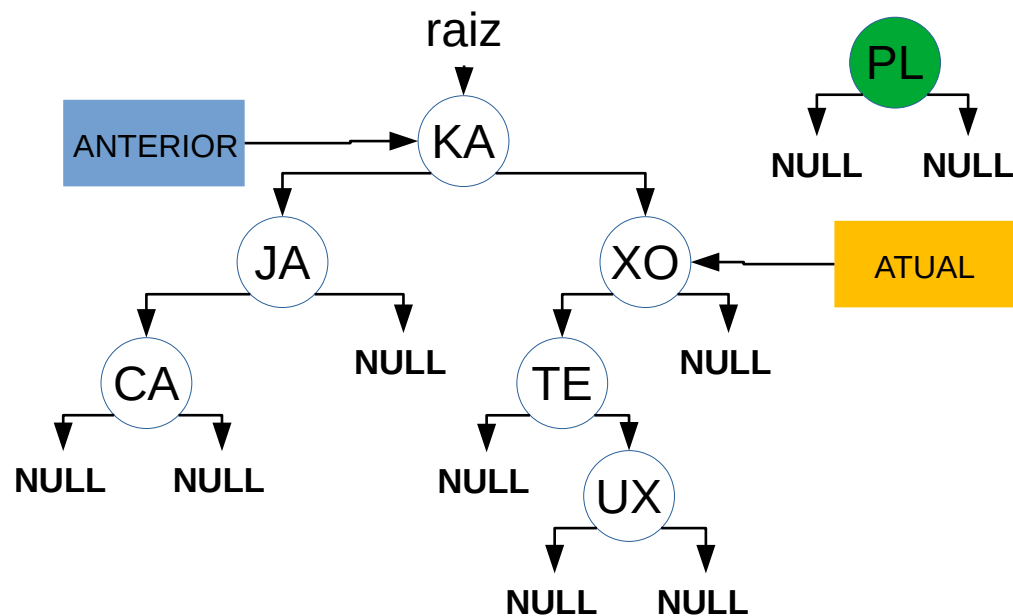 raiz
PL
ANTERIOR
KA
NULL
NULL
JA
XO
ATUAL
NULL
NULL
CA
TE
NULL
NULL
NULL
UX
NULL
NULL